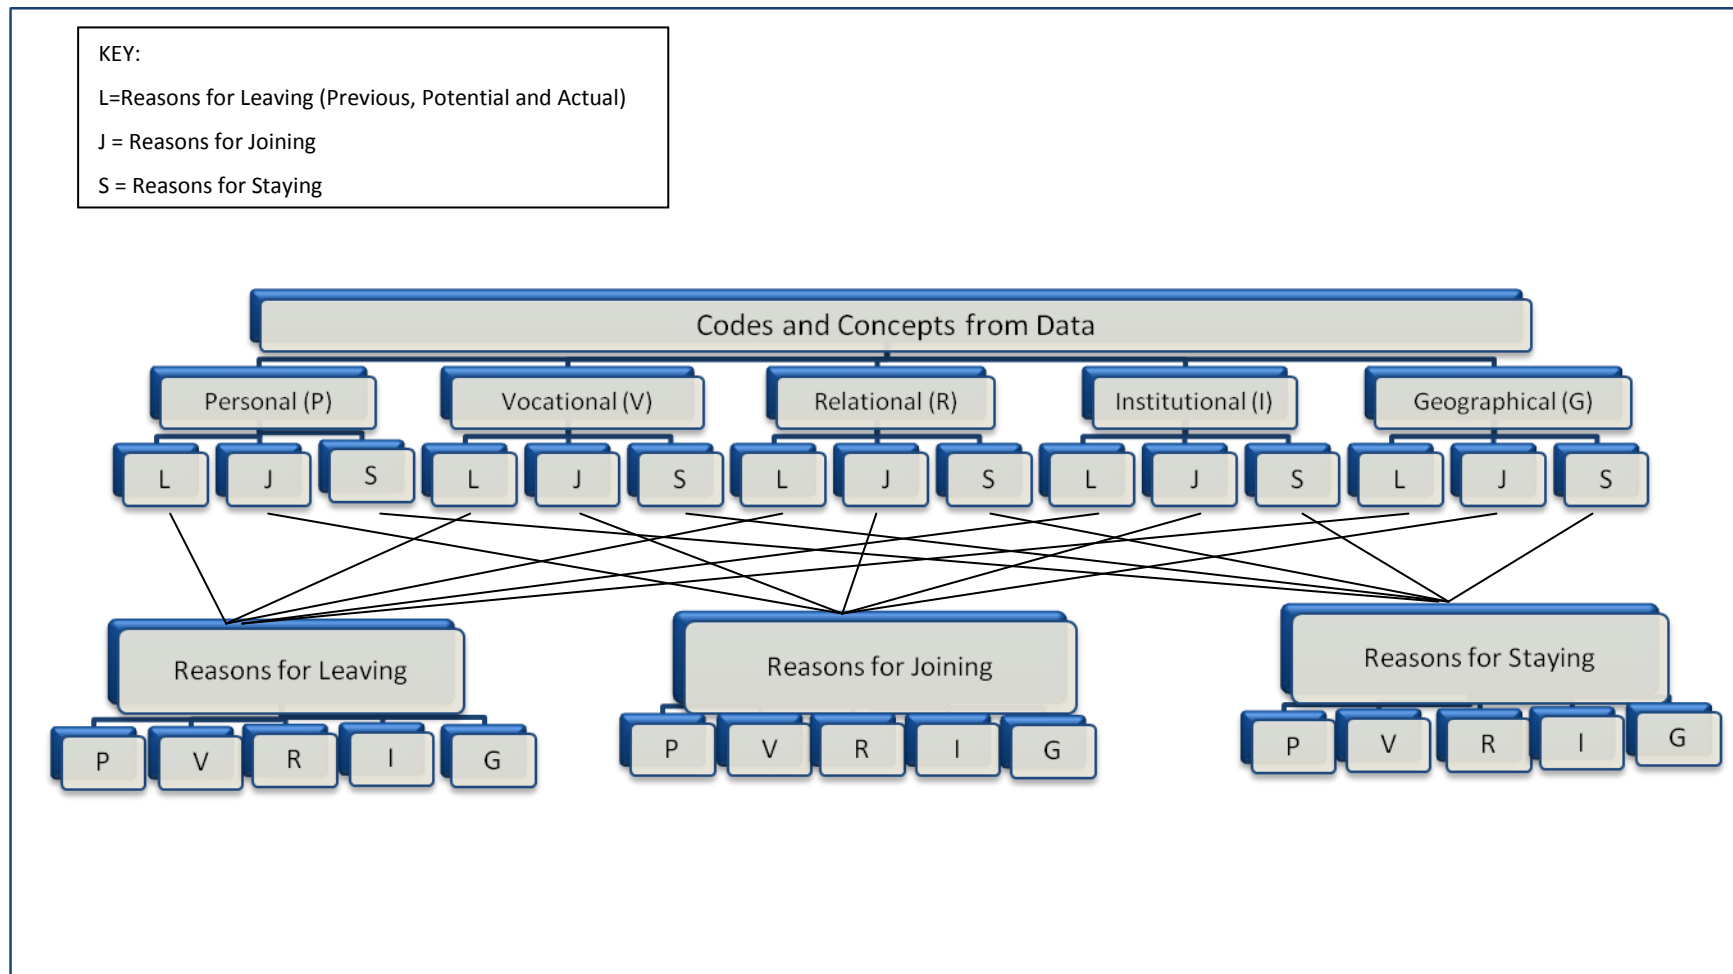 KEY:
L=Reasons for Leaving (Previous, Potential and Actual)
J = Reasons for Joining
S = Reasons for Staying
Codes and Concepts from Data
Personal (P) Vocational (V) Relational (R) Institutional (I) Geographical (G)
L J S L J S L J S L J S L J S
Reasons for Leaving Reasons for Joining Reasons for Staying
P V R I G P V R I G P V R I G